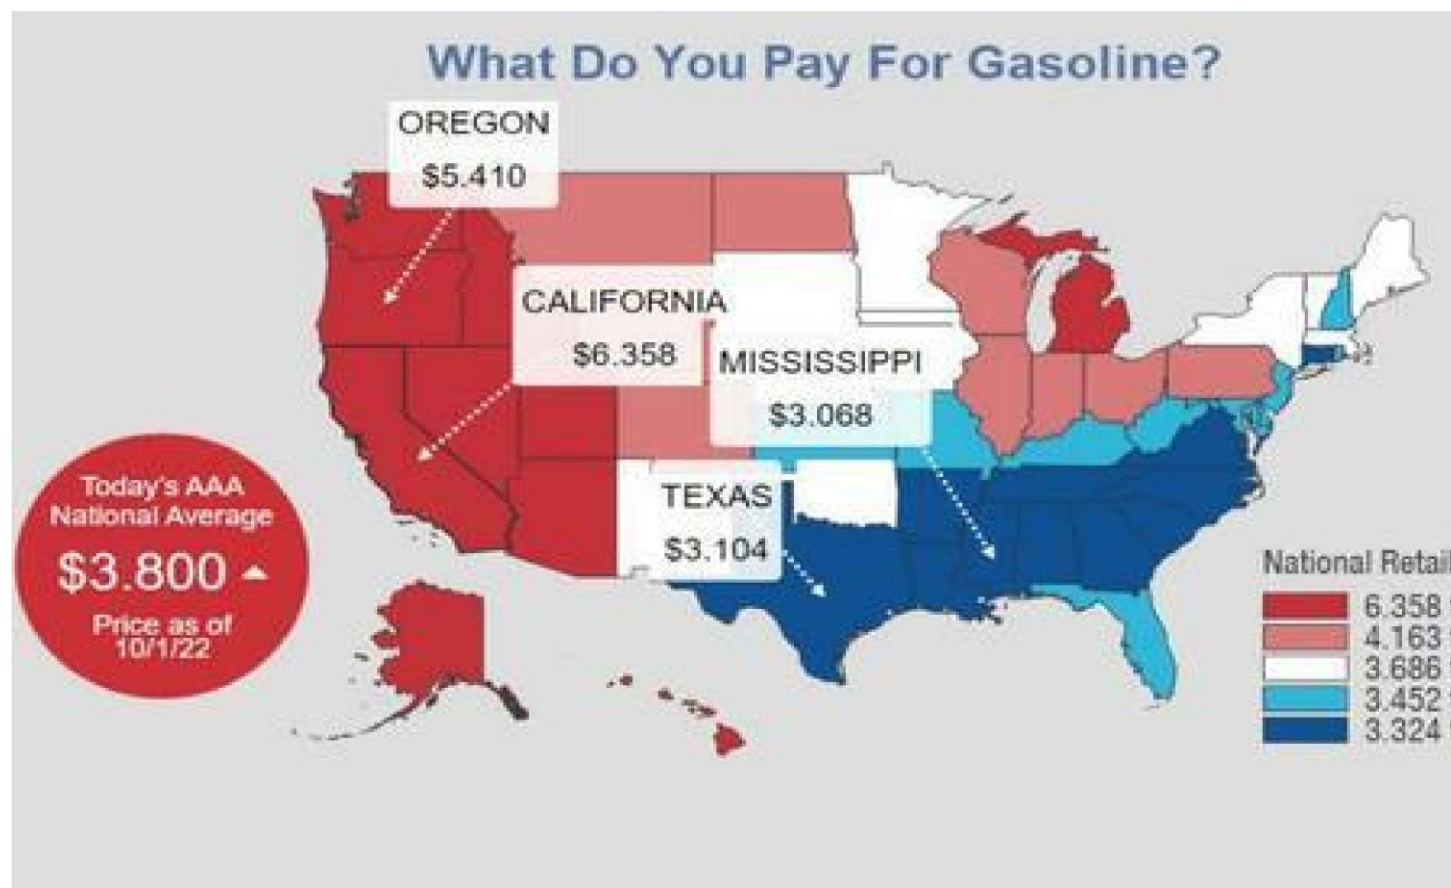 What Do You Pay For Gasoline?
OREGON
$5.410
CALIFORNIA
$6.358
MISSISSIPPI
$3.068
TEXAS
$3.104
Today's AAA
National Average
$3.800
Price as of
10/1/22
National Retail
6.358
4.163
3.686
3.452
3.324